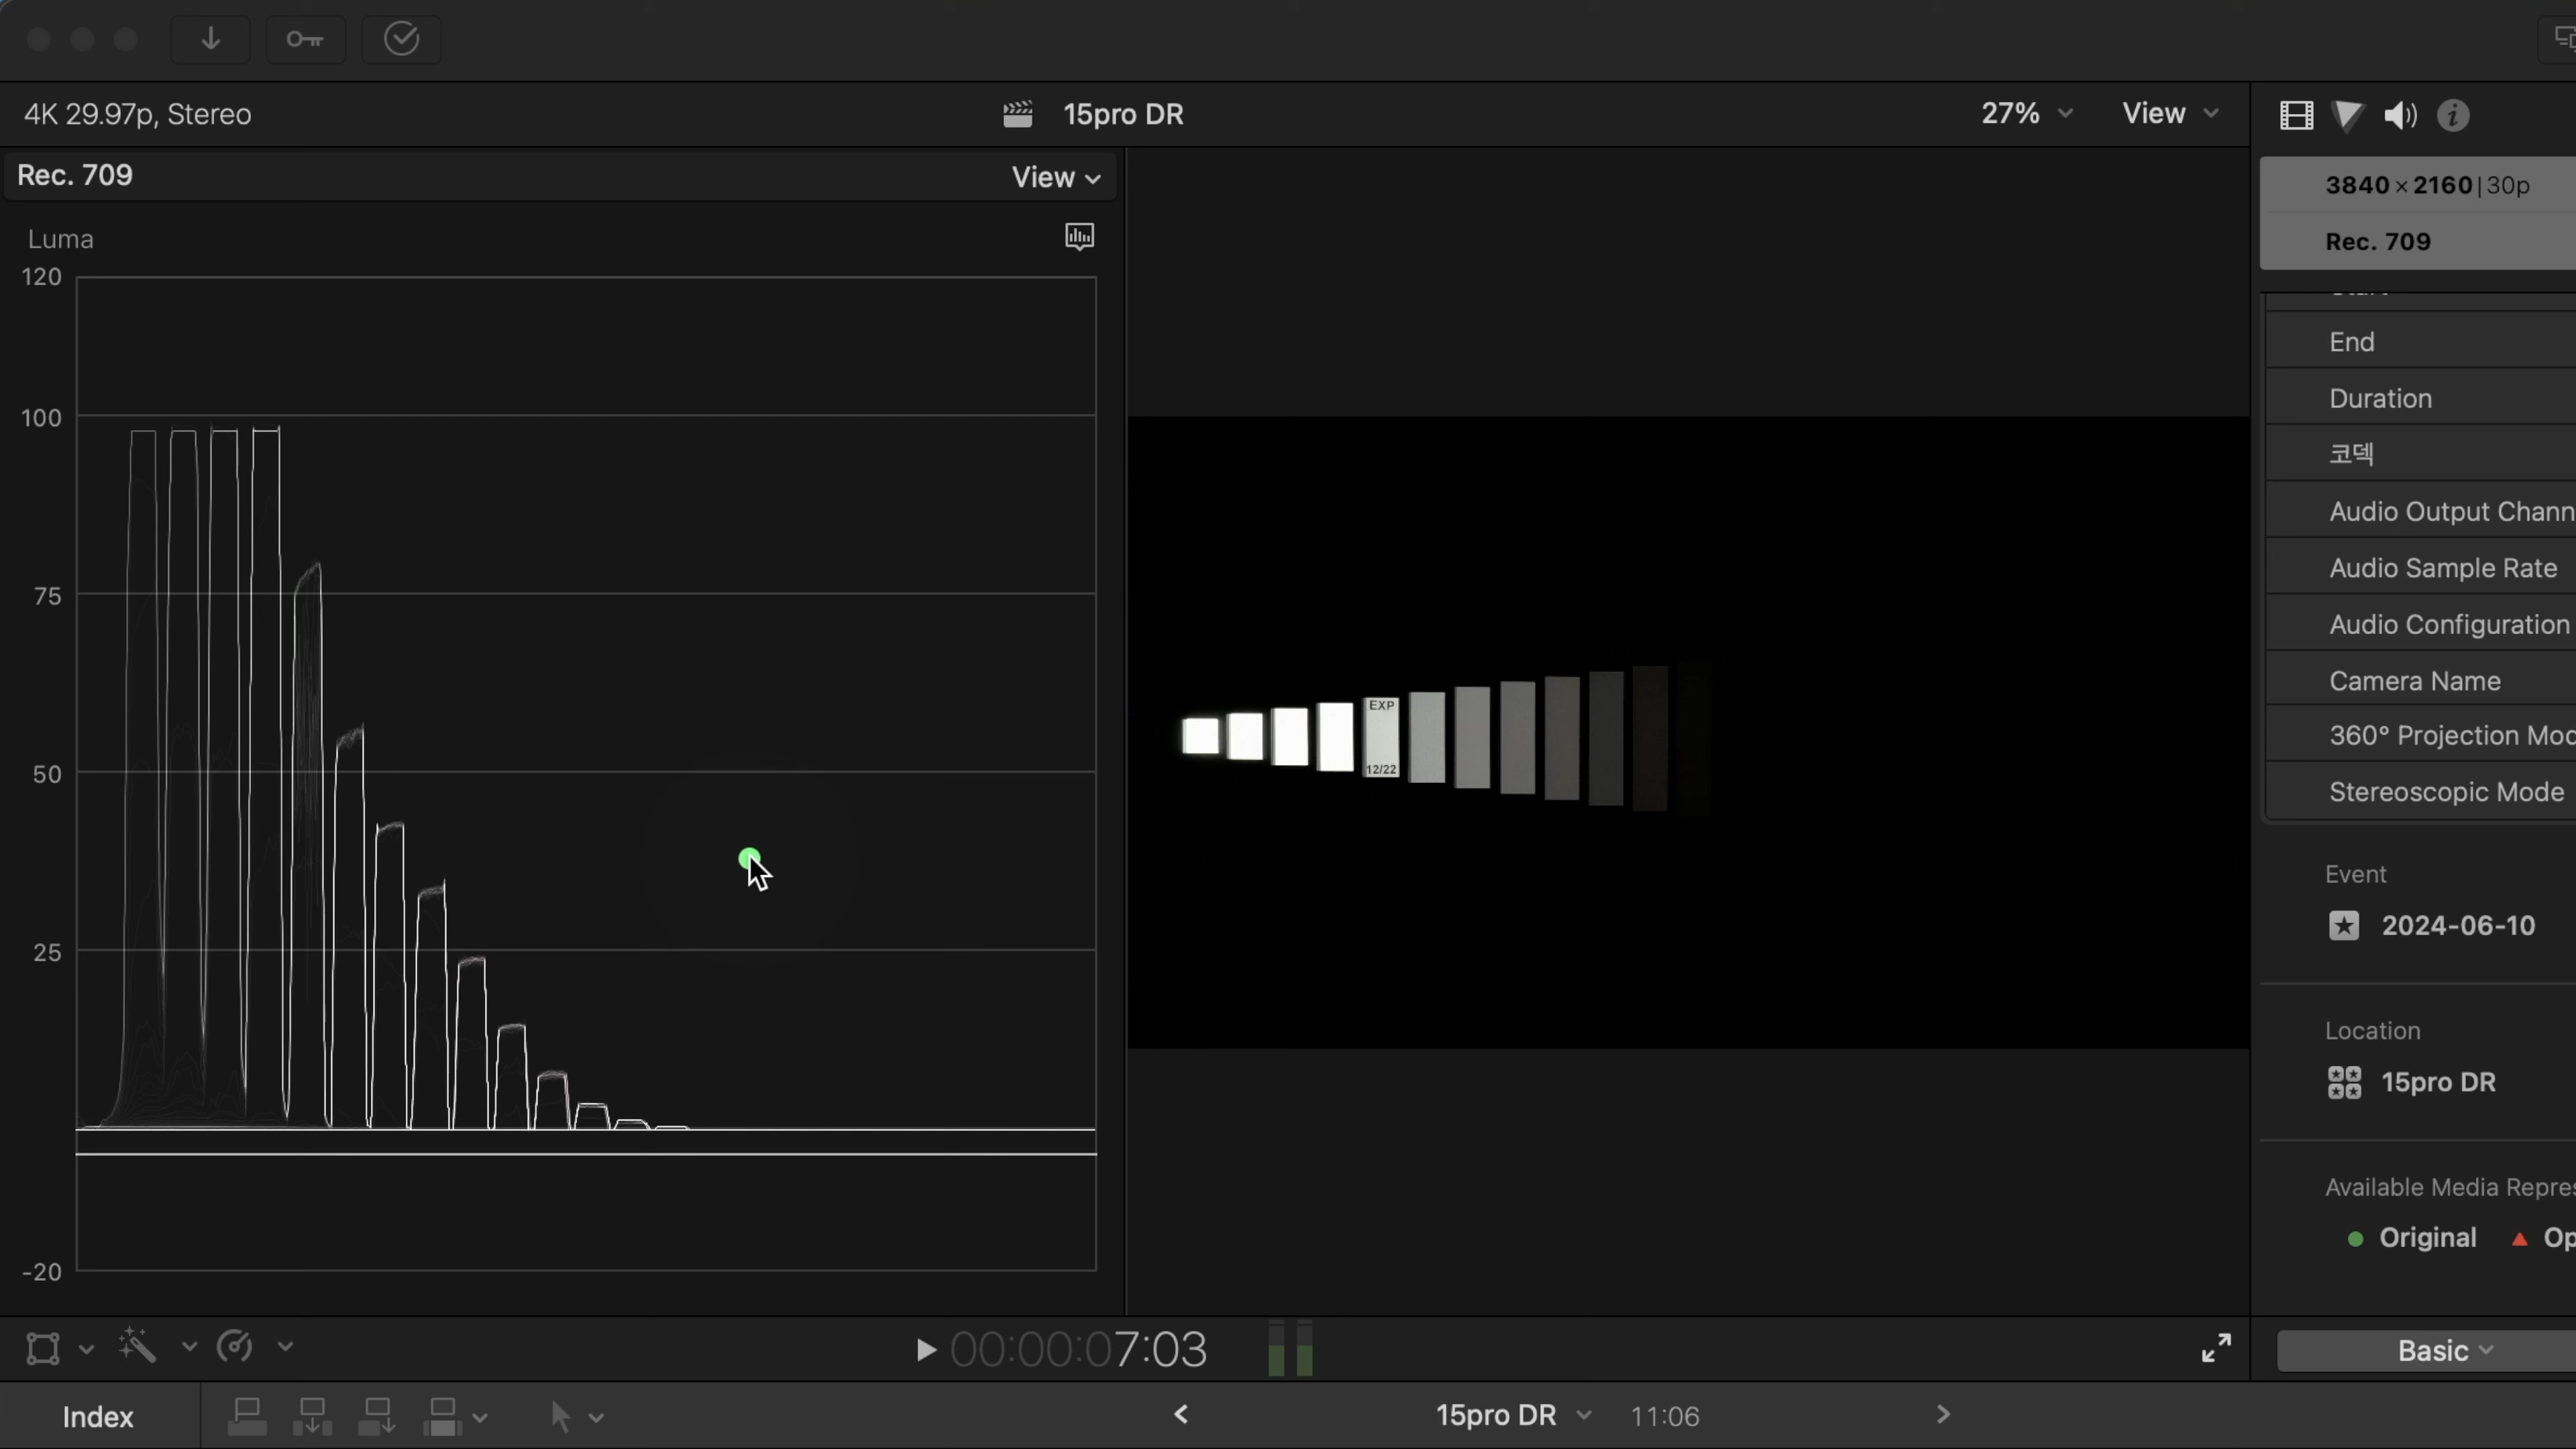 4K 29.97p, Stereo
15pro DR
27%
View
Rec. 709
View
3840 × 2160 | 30p
Rec. 709
Luma
120
100
75
50
25
-20
EXP
12/22
End
Duration
코덱
Audio Output Chann
Audio Sample Rate
Audio Configuration
Camera Name
360° Projection Mod
Stereoscopic Mode
Event
2024-06-10
Location
15pro DR
Available Media Repres
Original
Op
00:00:07:03
Basic
Index
15pro DR
11:06